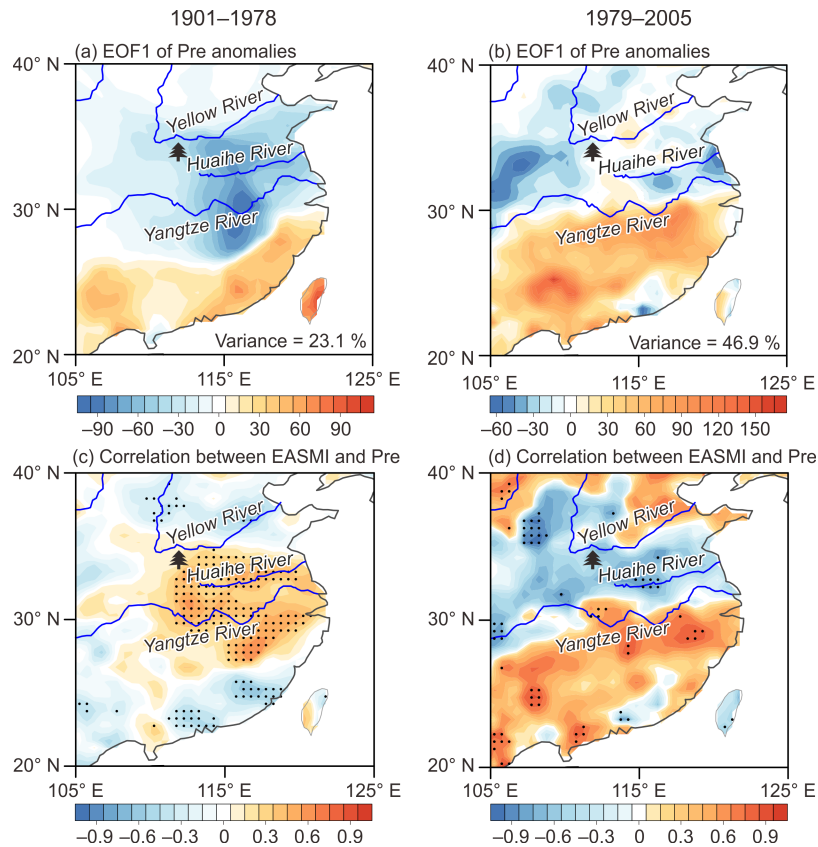 1901–1978
1979–2005
(a) EOF1 of Pre anomalies
(b) EOF1 of Pre anomalies
40° N
30° N
20° N
Yellow River
Huaihe River
Yangtze River
Variance = 23.1 %
105° E
115° E
125° E
40° N
30° N
20° N
Yellow River
Huaihe River
Yangtze River
Variance = 46.9 %
105° E
115° E
125° E
–90 –60 –30 0 30 60 90
–60 –30 0 30 60 90 120 150
(c) Correlation between EASMI and Pre
(d) Correlation between EASMI and Pre
40° N
30° N
20° N
Yellow River
Huaihe River
Yangtze River
105° E
115° E
125° E
40° N
30° N
20° N
Yellow River
Huaihe River
Yangtze River
105° E
115° E
125° E
–0.9 –0.6 –0.3 0 0.3 0.6 0.9
–0.9 –0.6 –0.3 0 0.3 0.6 0.9